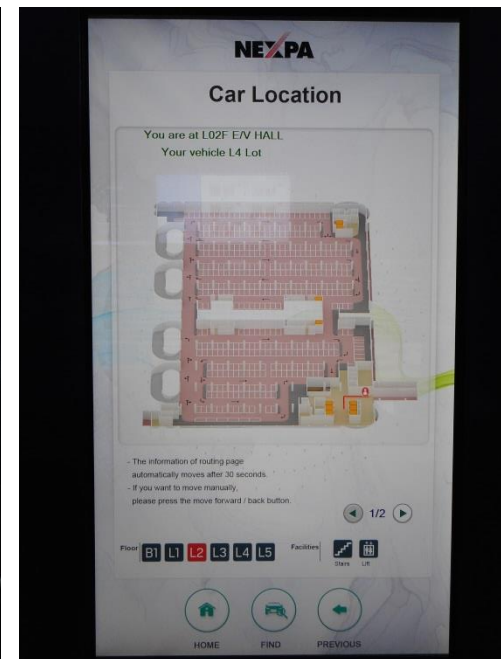 NEXPA
Car Location
You are at L02F E/V HALL
Your vehicle L4 Lot
- The information of routing page
automatically moves after 30 seconds.
- If you want to move manually,
please press the move forward / back button.
1/2
Floor B1 L1 L2 L3 L4 L5 Facilities
Stairs Lift
HOME FIND PREVIOUS